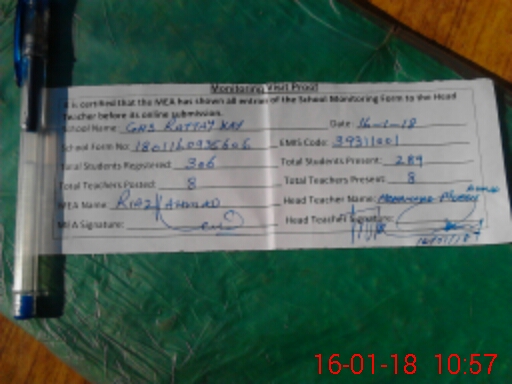 Monitoring Visit Proof
It is certified that the MEA has shown all entries of the School Monitoring Form to the Head
Teacher before its online submission.
School Name: GHS RATTAY KAY Date: 16-1-18
School Form No: 1801160935606 EMIS Code: 39311001
Total Students Registered: 306 Total Students Present: 289
Total Teachers Posted: 8 Total Teachers Present: 8
MEA Name: RIAZ AHMAD Head Teacher Name:
MEA Signature: Head Teacher Signature:
16-01-18 10:57